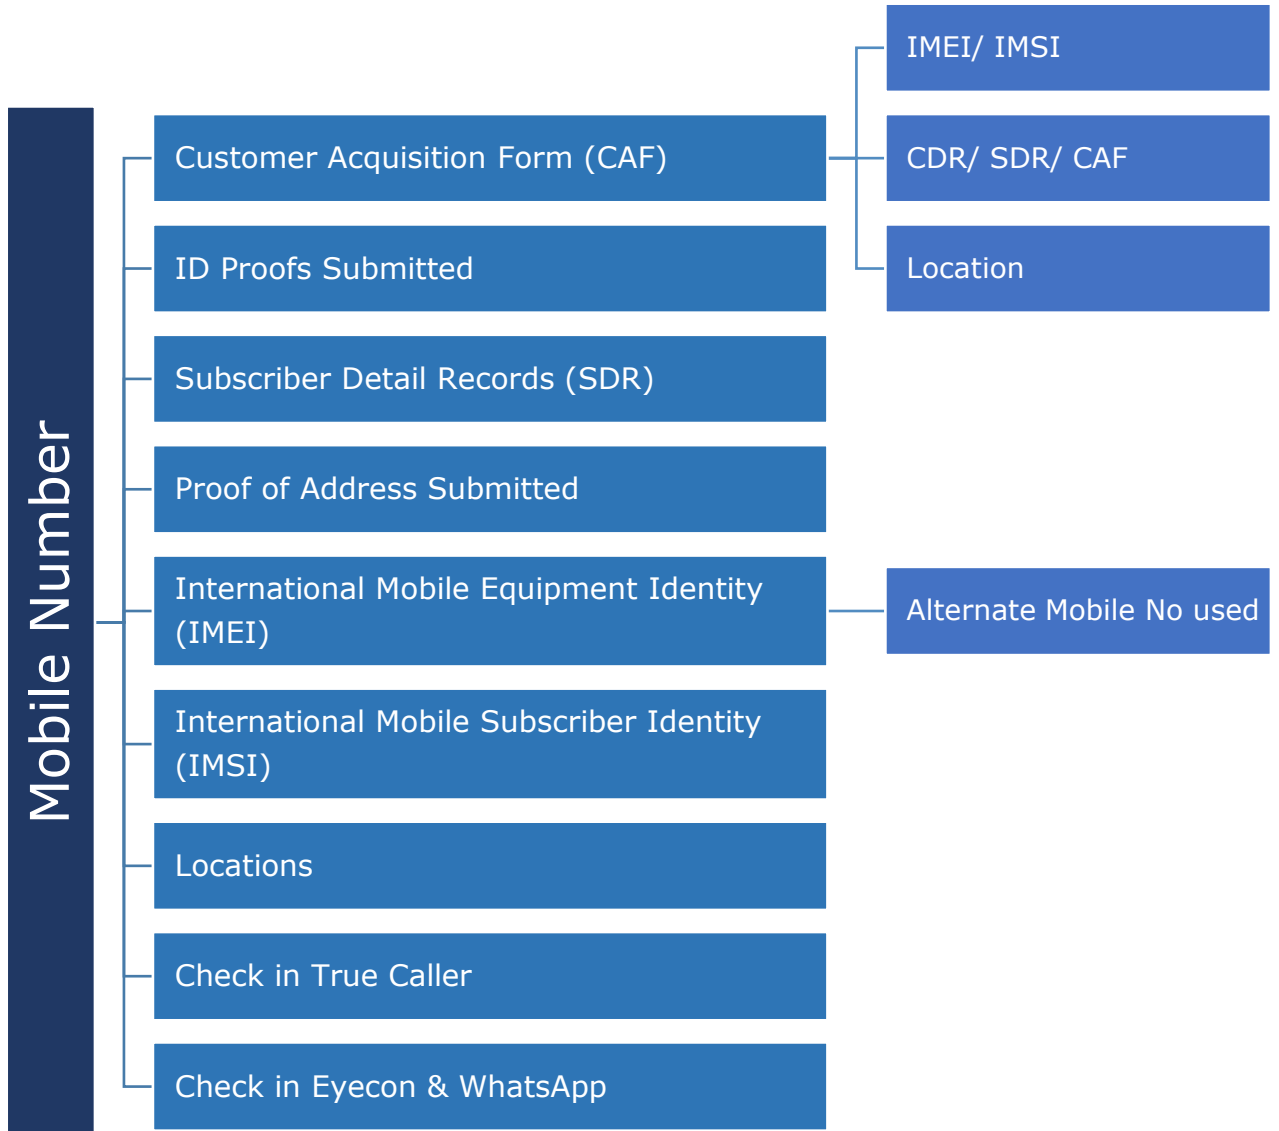 Mobile Number
Customer Acquisition Form (CAF)
ID Proofs Submitted
Subscriber Detail Records (SDR)
Proof of Address Submitted
International Mobile Equipment Identity
(IMEI)
International Mobile Subscriber Identity
(IMSI)
Locations
Check in True Caller
Check in Eyecon & WhatsApp
IMEI/ IMSI
CDR/ SDR/ CAF
Location
Alternate Mobile No used